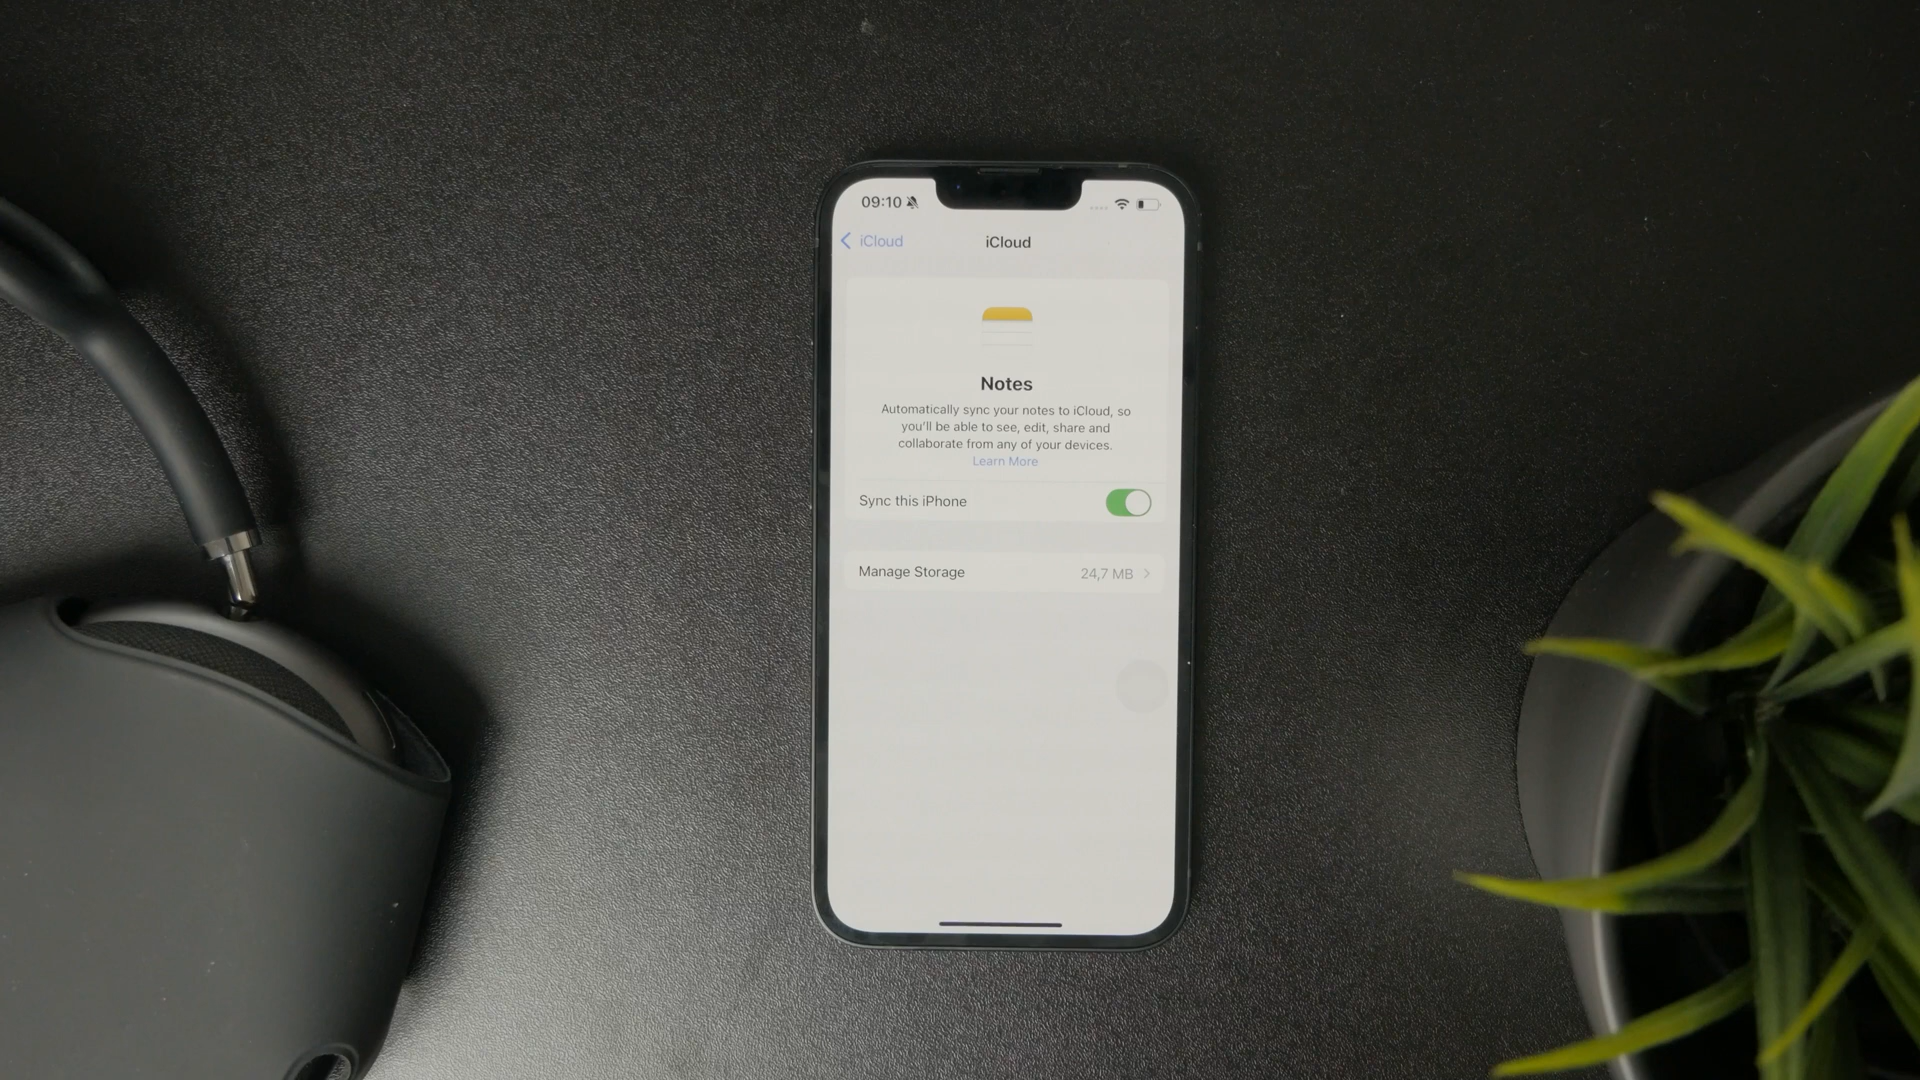 09:10
iCloud
iCloud
Notes
Automatically sync your notes to iCloud, so
you'll be able to see, edit, share and
collaborate from any of your devices.
Learn More
Sync this iPhone
Manage Storage 24,7 MB